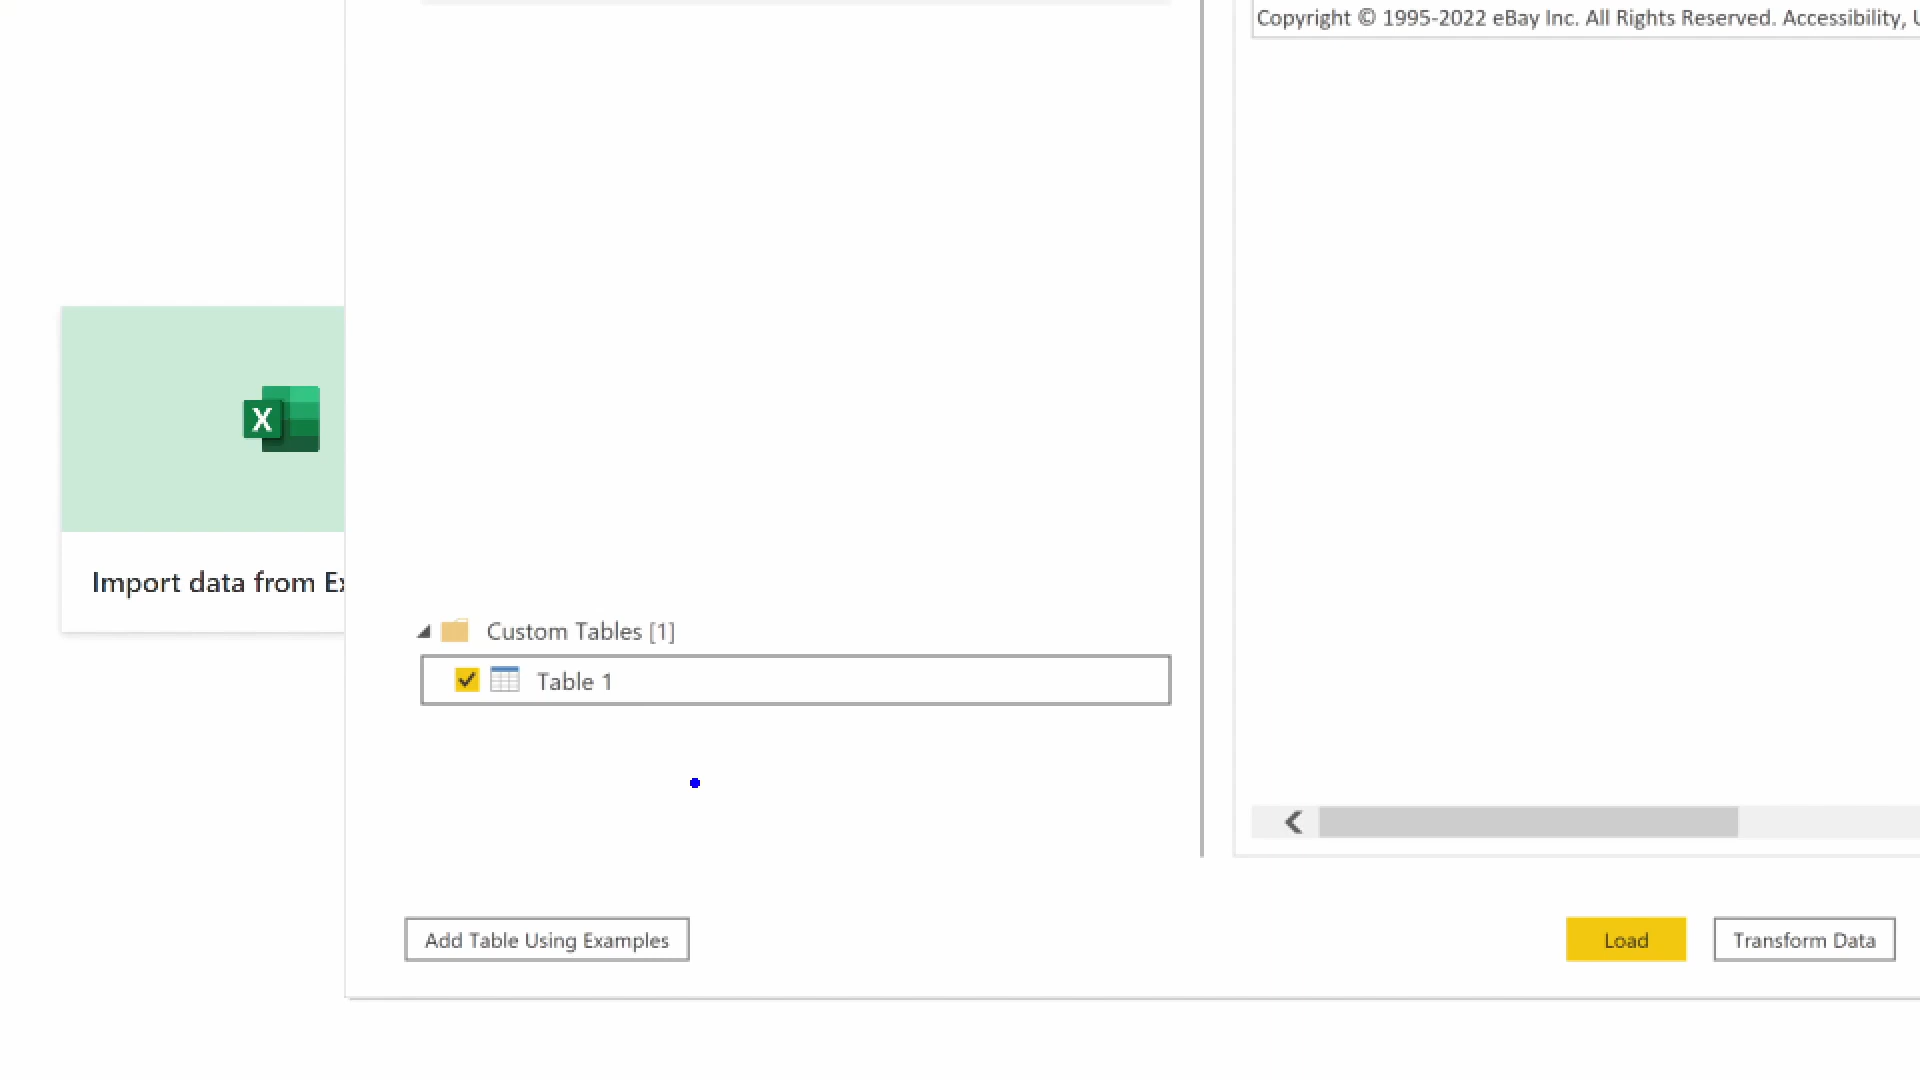 Copyright © 1995-2022 eBay Inc. All Rights Reserved. Accessibility,
X
Import data from
Custom Tables [1]
Table 1
Add Table Using Examples
Load
Transform Data